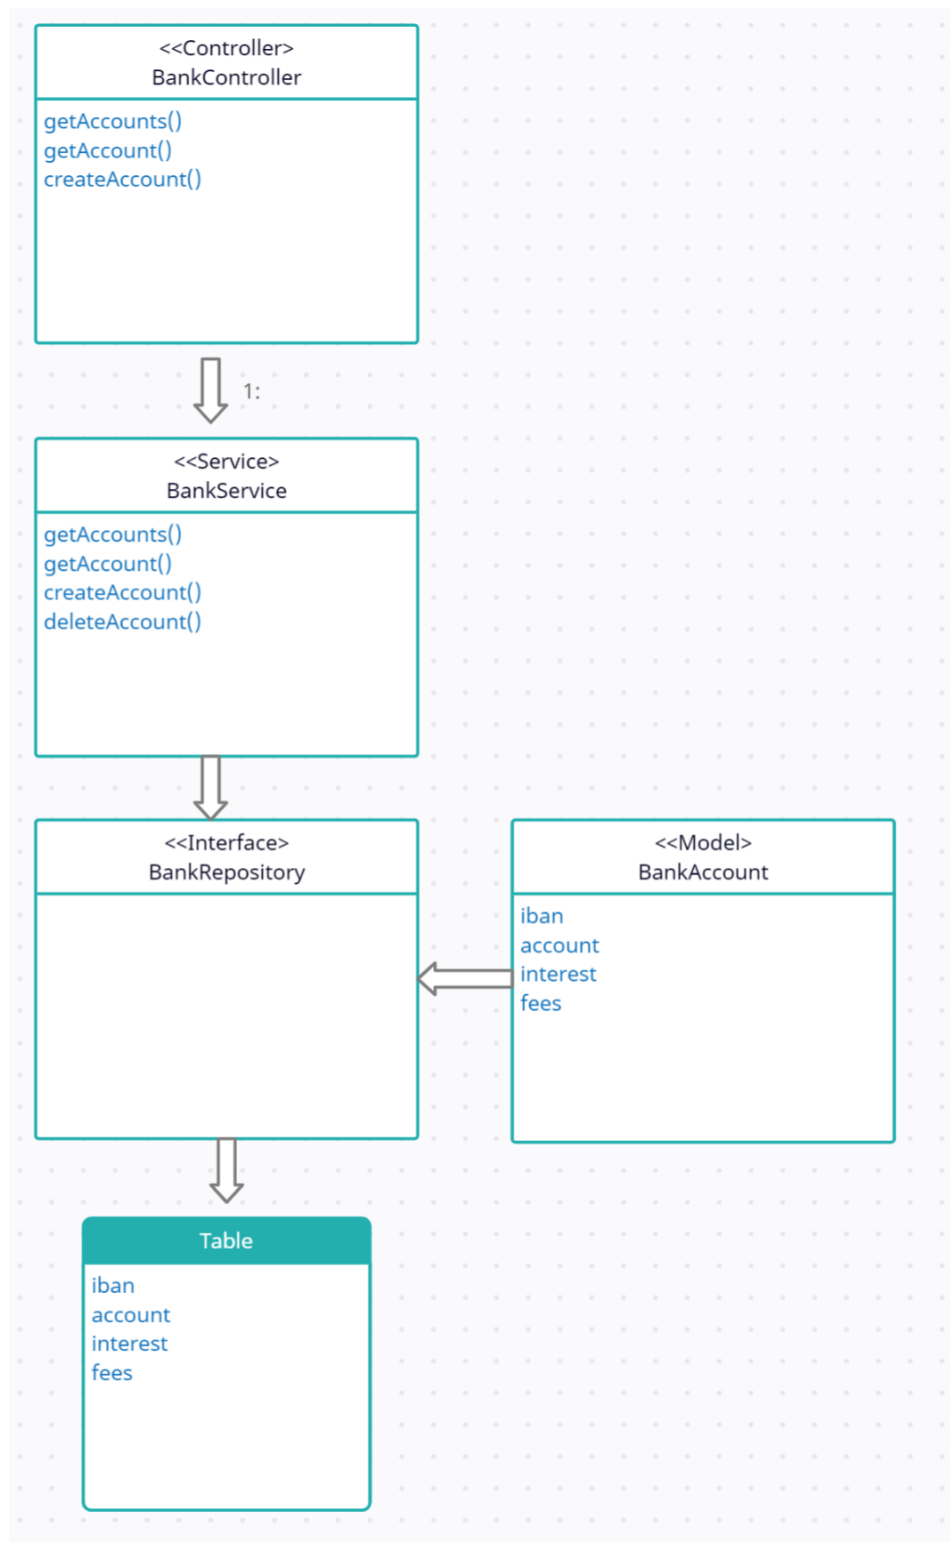 <<Controller>
BankController
getAccounts()
getAccount()
createAccount()
1:
<<Service>
BankService
getAccounts()
getAccount()
createAccount()
deleteAccount()
<<Interface>
BankRepository
<<Model>
BankAccount
iban
account
interest
fees
Table
iban
account
interest
fees